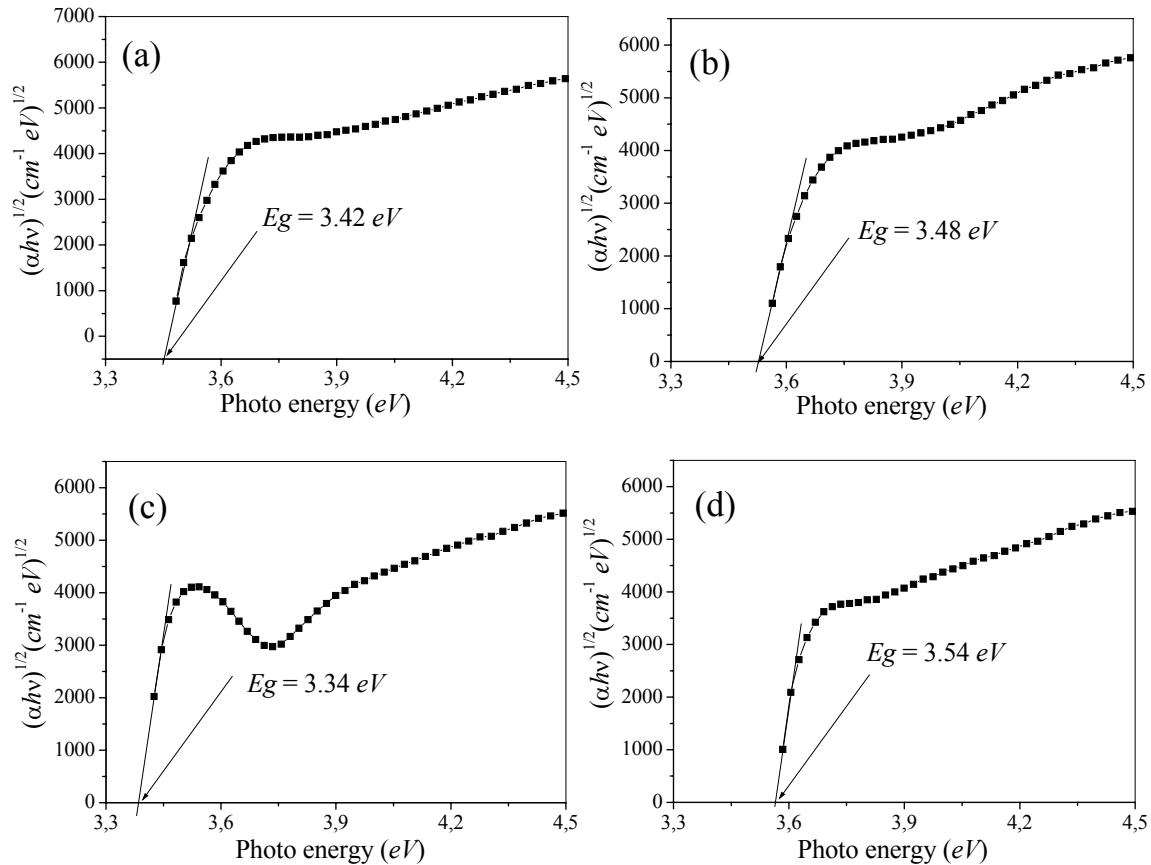 (a)
7000
6000
5000
4000
3000
2000
1000
0
(αhν)^1/2 (cm^-1 eV)^1/2
Eg = 3.42 eV
3,3 3,6 3,9 4,2 4,5
Photo energy (eV)
(b)
6000
5000
4000
3000
2000
1000
0
(αhν)^1/2 (cm^-1 eV)^1/2
Eg = 3.48 eV
3,3 3,6 3,9 4,2 4,5
Photo energy (eV)
(c)
6000
5000
4000
3000
2000
1000
0
(αhν)^1/2 (cm^-1 eV)^1/2
Eg = 3.34 eV
3,3 3,6 3,9 4,2 4,5
Photo energy (eV)
(d)
6000
5000
4000
3000
2000
1000
0
(αhν)^1/2 (cm^-1 eV)^1/2
Eg = 3.54 eV
3,3 3,6 3,9 4,2 4,5
Photo energy (eV)